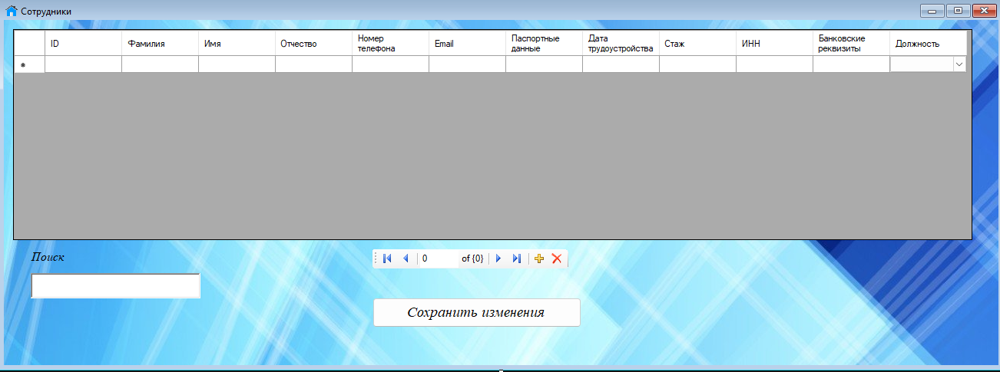 Сотрудники
ID Фамилия Имя Отчество Номер телефона Email Паспортные данные Дата трудоустройства Стаж ИНН Банковские реквизиты Должность
Поиск
0 of {0}
Сохранить изменения